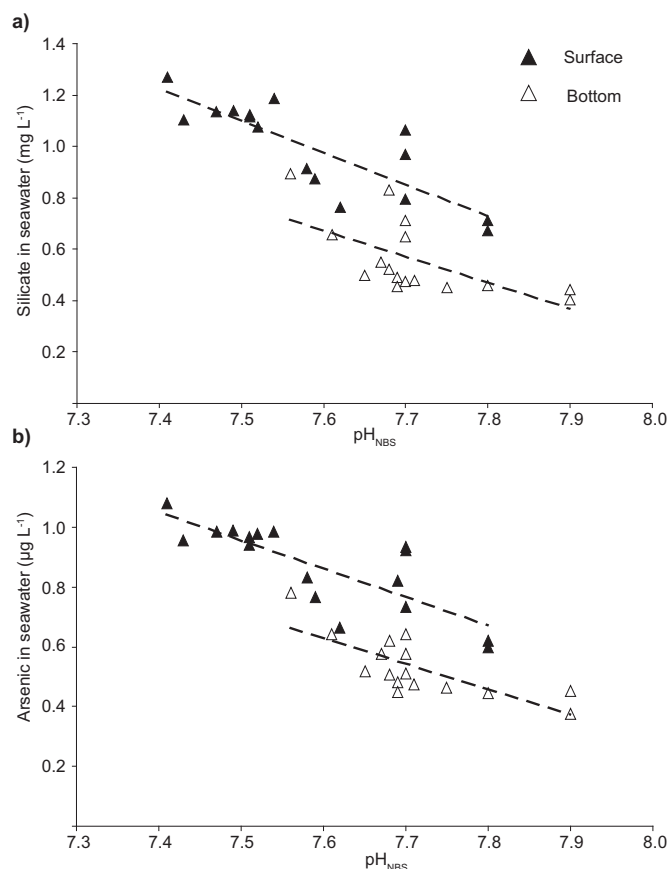 a)
1.4
1.2
1.0
0.8
0.6
0.4
0.2
Silicate in seawater (mg L-1)
Surface
Bottom
7.3 7.4 7.5 7.6 7.7 7.8 7.9 8.0
pHNBS
b)
1.2
1.0
0.8
0.6
0.4
0.2
Arsenic in seawater (µg L-1)
7.3 7.4 7.5 7.6 7.7 7.8 7.9 8.0
pHNBS